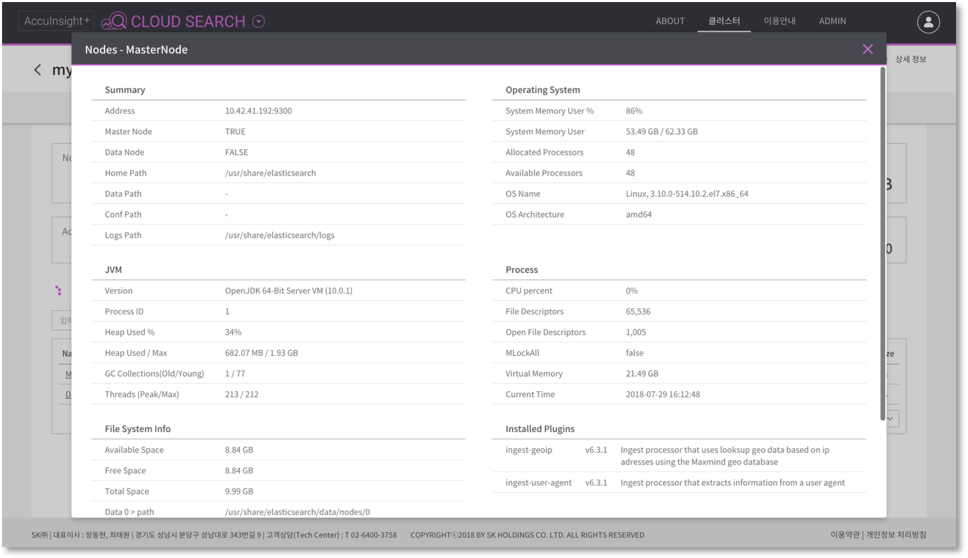 AccuInsight+ CLOUD SEARCH ABOUT 클러스터 이용안내 ADMIN
Nodes - MasterNode
my
상세 정보
Summary
Address 10.42.41.192:9300
Master Node TRUE
Data Node FALSE
Home Path /usr/share/elasticsearch
Data Path -
Conf Path -
Logs Path /usr/share/elasticsearch/logs
Operating System
System Memory User % 86%
System Memory User 53.49 GB / 62.33 GB
Allocated Processors 48
Available Processors 48
OS Name Linux, 3.10.0-514.10.2.el7.x86_64
OS Architecture amd64
JVM
Version OpenJDK 64-Bit Server VM (10.0.1)
Process ID 1
Heap Used % 34%
Heap Used / Max 682.07 MB / 1.93 GB
GC Collections(Old/Young) 1 / 77
Threads (Peak/Max) 213 / 212
Process
CPU percent 0%
File Descriptors 65,536
Open File Descriptors 1,005
MLockAll false
Virtual Memory 21.49 GB
Current Time 2018-07-29 16:12:48
File System Info
Available Space 8.84 GB
Free Space 8.84 GB
Total Space 9.99 GB
Data 0 > path /usr/share/elasticsearch/data/nodes/0
Installed Plugins
ingest-geoip v6.3.1 Ingest processor that uses looksup geo data based on ip
adresses using the Maxmind geo database
ingest-user-agent v6.3.1 Ingest processor that extracts information from a user agent
SK㈜ | 대표이사 : 장동현, 최태원 | 경기도 성남시 분당구 성남대로 343번길 9 | 고객상담(Tech Center) : T 02-6400-3758 COPYRIGHTⓒ2018 BY SK HOLDINGS CO. LTD. ALL RIGHTS RESERVED 이용약관 | 개인정보 처리방침